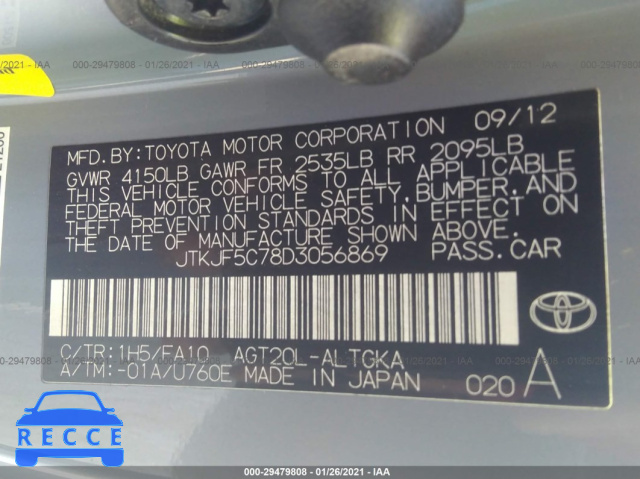 000-29479808 - 01/26/2021 - IAA
MFD. BY: TOYOTA MOTOR CORPORATION 09/12
GVWR 4150LB GAWR FR 2535LB RR 2095LB
THIS VEHICLE CONFORMS TO ALL APPLICABLE
FEDERAL MOTOR VEHICLE SAFETY, BUMPER, AND
THEFT PREVENTION STANDARDS IN EFFECT ON
THE DATE OF MANUFACTURE SHOWN ABOVE.
JTKJF5C78D3056869 PASS. CAR
C/TR: 1H5/FA10 AGT20L-ALTGKA
A/TM: -01A/U760E MADE IN JAPAN 020 A
TOYOTA
RECCE
000-29479808 - 01/26/2021 - IAA